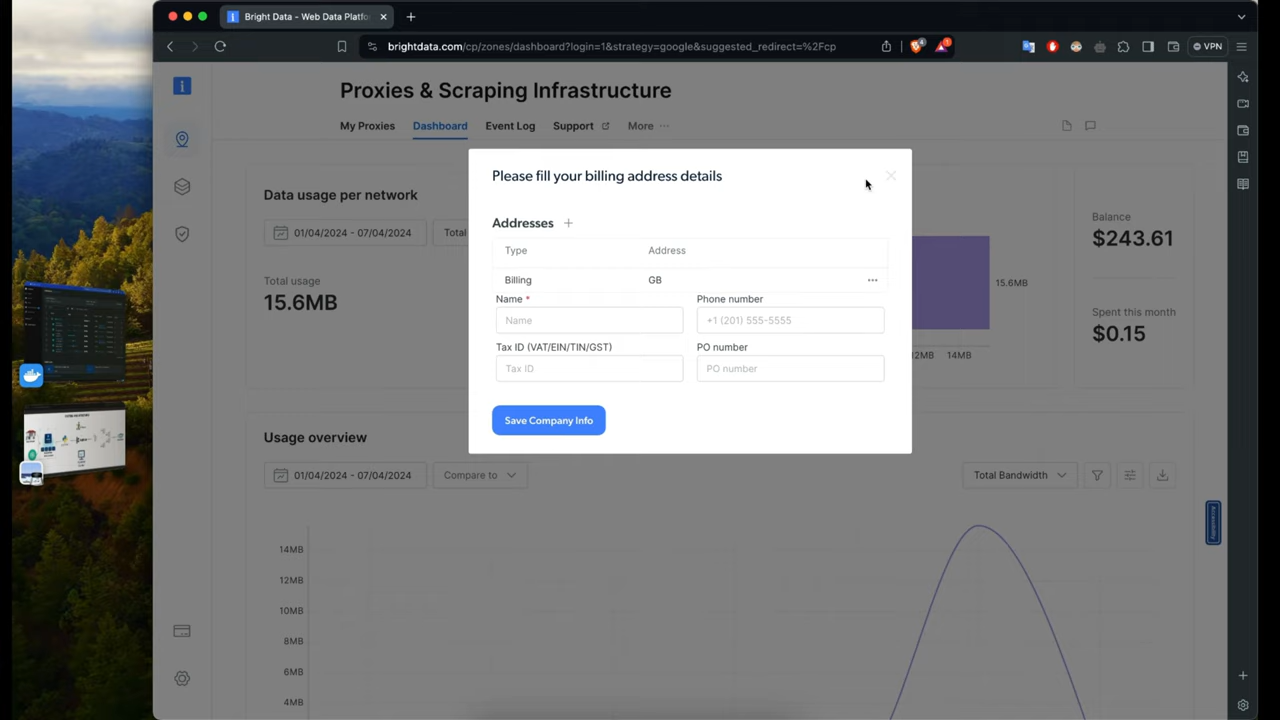 Bright Data - Web Data Platfo
brightdata.com/cp/zones/dashboard?login=1&strategy=google&suggested_redirect=%2Fcp
VPN
Proxies & Scraping Infrastructure
My Proxies
Dashboard
Event Log
Support
More
Please fill your billing address details
Addresses
Type
Address
Billing
GB
Name *
Phone number
Name
+1 (201) 555-5555
Tax ID (VAT/EIN/TIN/GST)
PO number
Tax ID
PO number
Save Company Info
Data usage per network
01/04/2024 - 07/04/2024
Total
Total usage
15.6MB
15.6MB
12MB
14MB
Balance
$243.61
Spent this month
$0.15
Usage overview
01/04/2024 - 07/04/2024
Compare to
Total Bandwidth
14MB
12MB
10MB
8MB
6MB
4MB
Accessibility